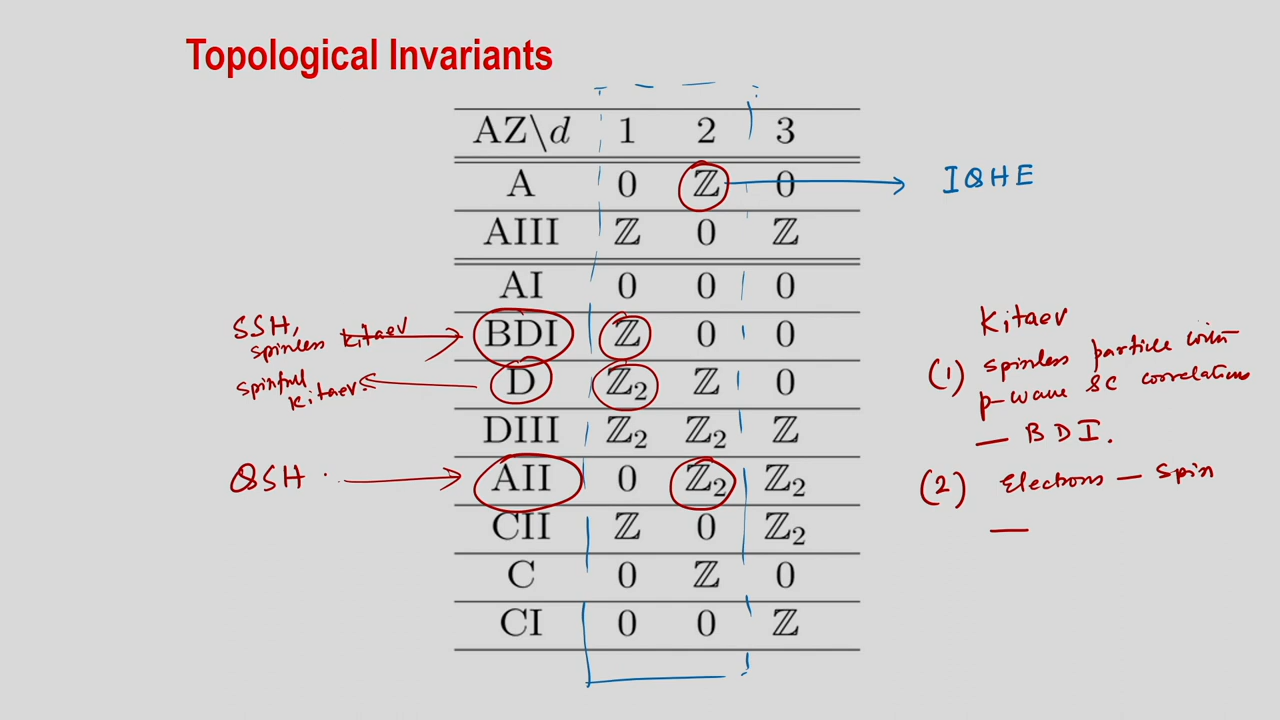 Topological Invariants
AZ\d 1 2 3
A 0 ℤ 0
IQHE
AIII ℤ 0 ℤ
AI 0 0 0
SSH,
spinless kitaev
BDI ℤ 0 0
spinfull
kitaev.
D ℤ₂ ℤ 0
DIII ℤ₂ ℤ₂ ℤ
QSH
AII 0 ℤ₂ ℤ₂
CII ℤ 0 ℤ₂
C 0 ℤ 0
CI 0 0 ℤ
Kitaev
(1) spinless particle with
p-wave SC correlations
— BDI.
(2) Electrons — Spin
—